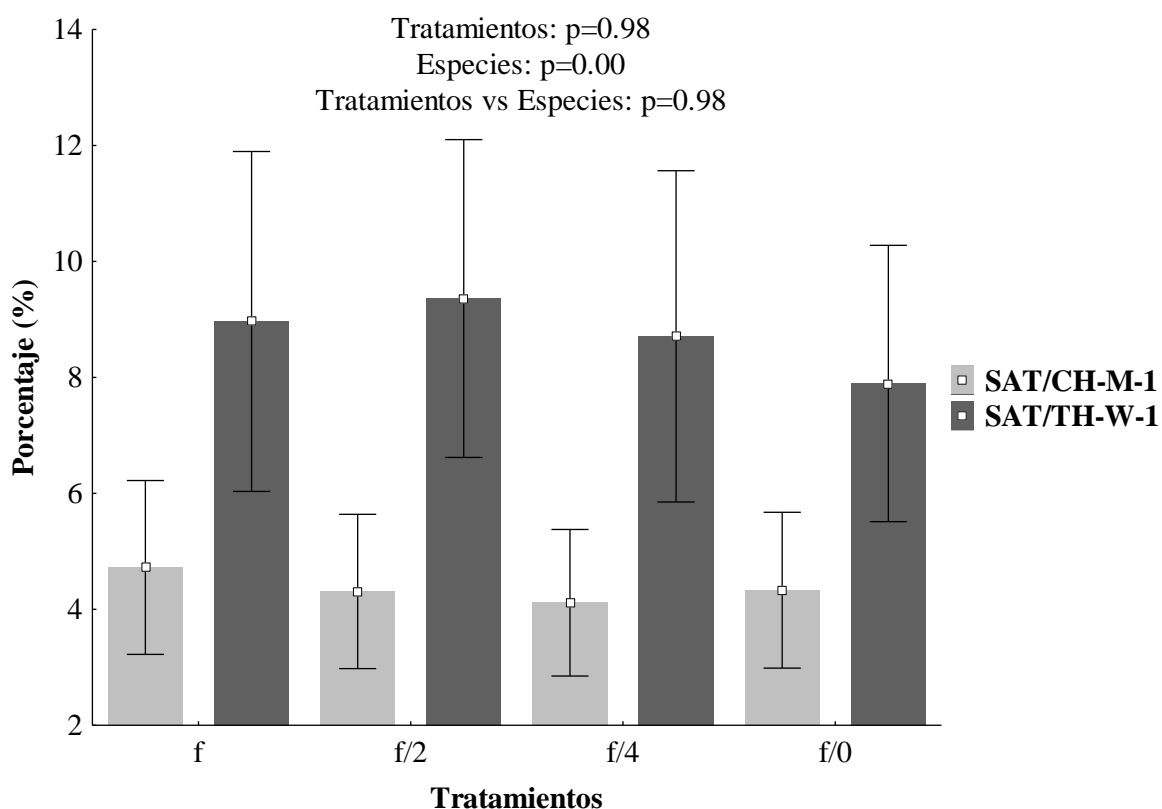 Tratamientos: p=0.98
Especies: p=0.00
Tratamientos vs Especies: p=0.98
14
12
10
8
6
4
2
Porcentaje (%)
SAT/CH-M-1
SAT/TH-W-1
f
f/2
f/4
f/0
Tratamientos